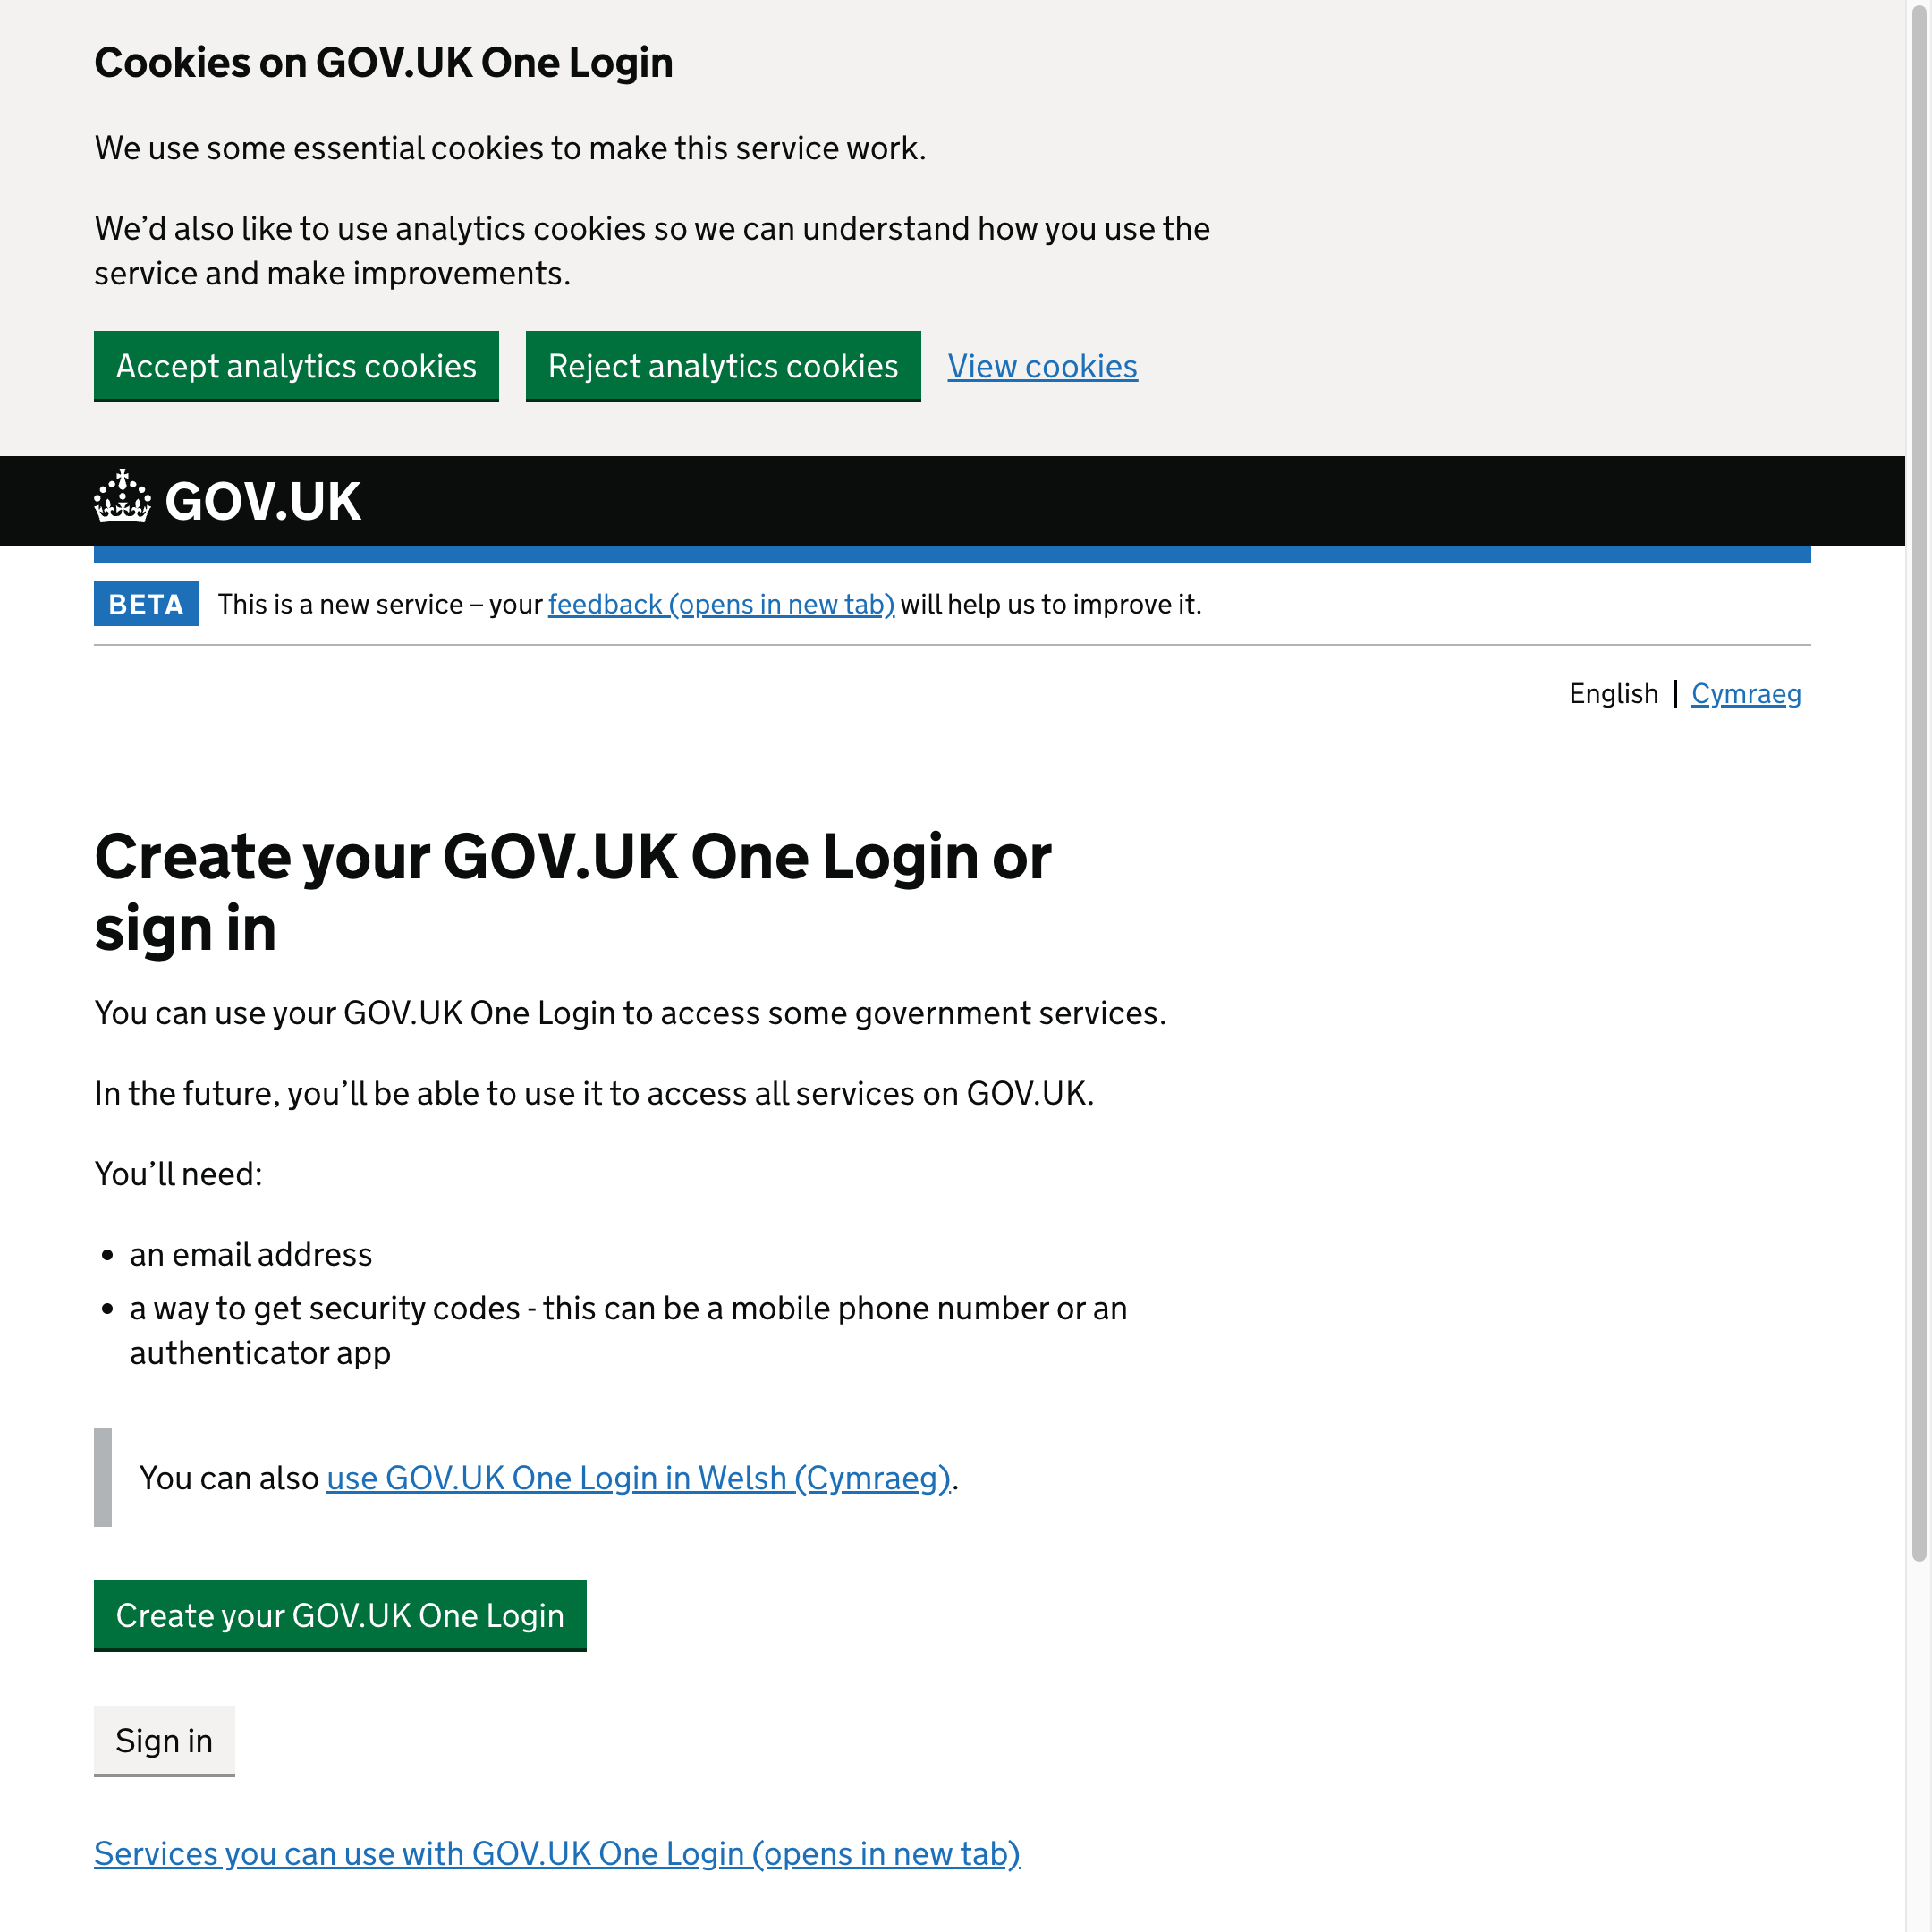 Cookies on GOV.UK One Login
We use some essential cookies to make this service work.
We’d also like to use analytics cookies so we can understand how you use the
service and make improvements.
Accept analytics cookies
Reject analytics cookies
View cookies
GOV.UK
BETA
This is a new service – your feedback (opens in new tab) will help us to improve it.
English | Cymraeg
Create your GOV.UK One Login or
sign in
You can use your GOV.UK One Login to access some government services.
In the future, you’ll be able to use it to access all services on GOV.UK.
You’ll need:
• an email address
• a way to get security codes - this can be a mobile phone number or an
authenticator app
You can also use GOV.UK One Login in Welsh (Cymraeg).
Create your GOV.UK One Login
Sign in
Services you can use with GOV.UK One Login (opens in new tab)